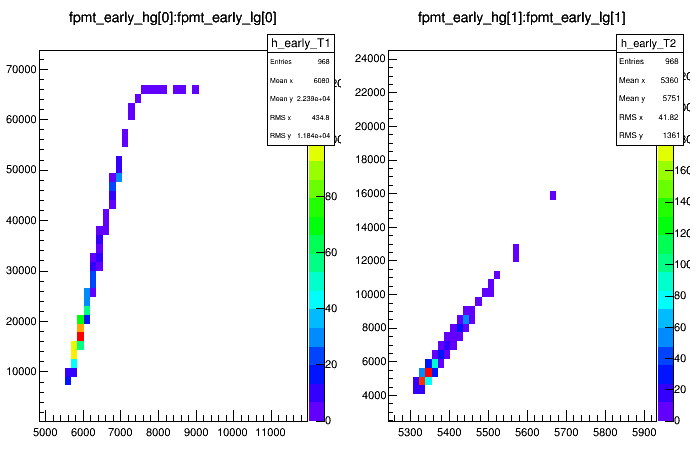 fpmt_early_hg[0]:fpmt_early_lg[0]
h_early_T1
Entries 968
Mean x 6080
Mean y 2.239e+04
RMS x 434.8
RMS y 1.184e+04
70000
60000
50000
40000
30000
20000
10000
80
60
40
20
0
5000 6000 7000 8000 9000 10000 11000
fpmt_early_hg[1]:fpmt_early_lg[1]
h_early_T2
Entries 968
Mean x 5360
Mean y 5751
RMS x 41.82
RMS y 1361
24000
22000
20000
18000
16000
14000
12000
10000
8000
6000
4000
80
60
40
20
0
5300 5400 5500 5600 5700 5800 5900